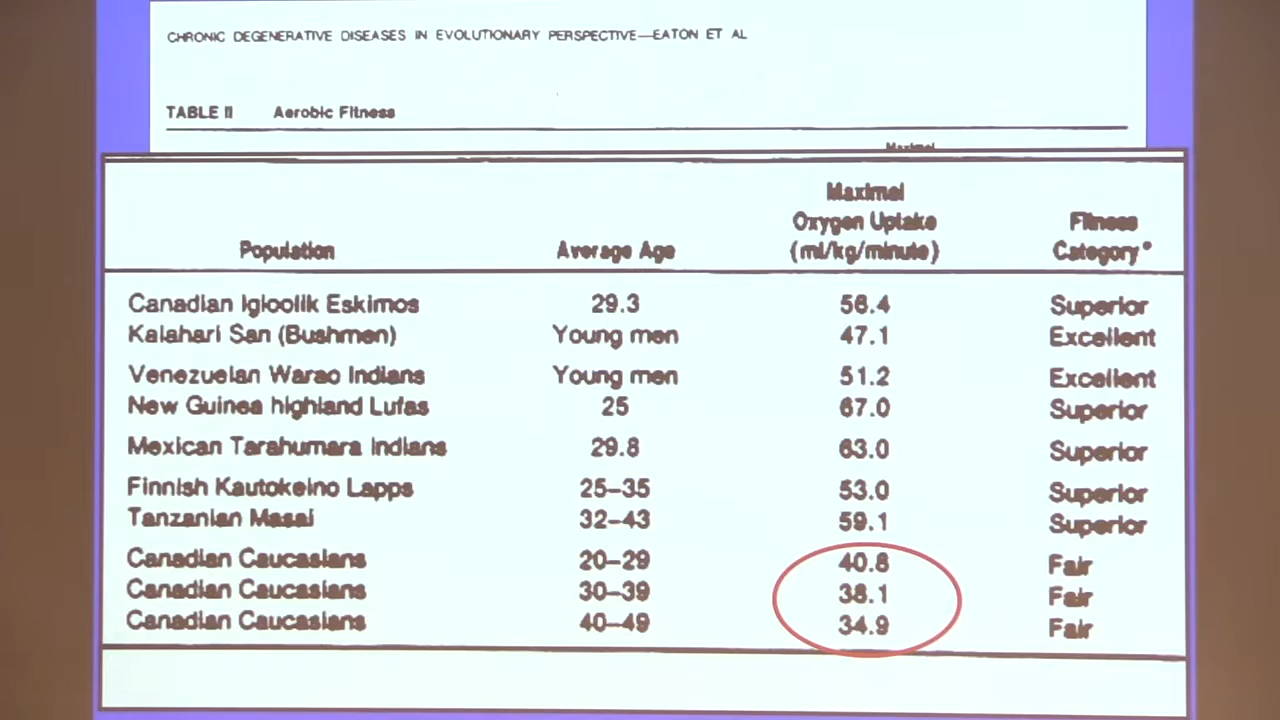 CHRONIC DEGENERATIVE DISEASES IN EVOLUTIONARY PERSPECTIVE—EATON ET AL
TABLE II Aerobic Fitness
Maximal
Maximal
Oxygen Uptake Fitness
Population Average Age (ml/kg/minute) Category*
Canadian Igloolik Eskimos 29.3 56.4 Superior
Kalahari San (Bushmen) Young men 47.1 Excellent
Venezuelan Warao Indians Young men 51.2 Excellent
New Guinea highland Lufas 25 67.0 Superior
Mexican Tarahumara Indians 29.8 63.0 Superior
Finnish Kautokeino Lapps 25–35 53.0 Superior
Tanzanian Masai 32–43 59.1 Superior
Canadian Caucasians 20–29 40.8 Fair
Canadian Caucasians 30–39 38.1 Fair
Canadian Caucasians 40–49 34.9 Fair